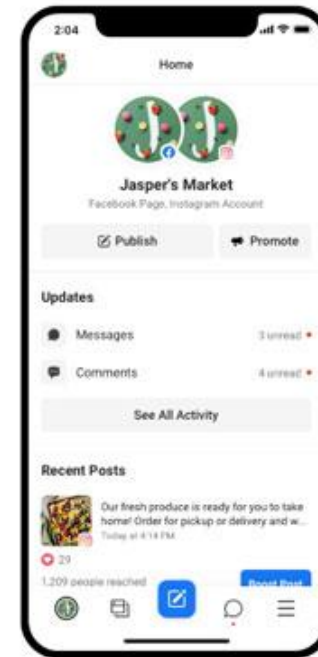 2:04
Home
Jasper's Market
Facebook Page, Instagram Account
Publish
Promote
Updates
Messages
3 unread
Comments
4 unread
See All Activity
Recent Posts
Our fresh produce is ready for you to take
home! Order for pickup or delivery and w...
Today at 4:14 PM
29
1,209 people reached
Boost Post